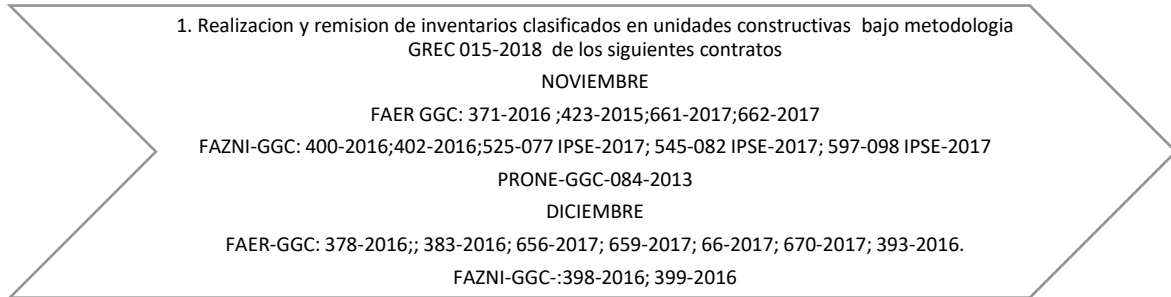 1. Realizacion y remision de inventarios clasificados en unidades constructivas bajo metodologia
GREC 015-2018 de los siguientes contratos
NOVIEMBRE
FAER GGC: 371-2016 ;423-2015;661-2017;662-2017
FAZNI-GGC: 400-2016;402-2016;525-077 IPSE-2017; 545-082 IPSE-2017; 597-098 IPSE-2017
PRONE-GGC-084-2013
DICIEMBRE
FAER-GGC: 378-2016;; 383-2016; 656-2017; 659-2017; 66-2017; 670-2017; 393-2016.
FAZNI-GGC-:398-2016; 399-2016